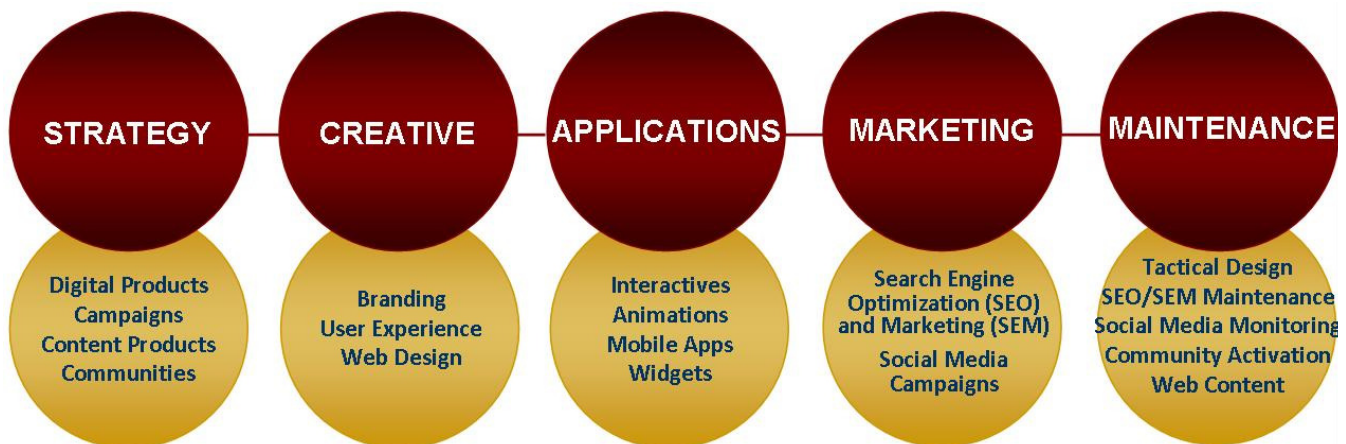 STRATEGY
CREATIVE
APPLICATIONS
MARKETING
MAINTENANCE
Digital Products
Campaigns
Content Products
Communities
Branding
User Experience
Web Design
Interactives
Animations
Mobile Apps
Widgets
Search Engine
Optimization (SEO)
and Marketing (SEM)
Social Media
Campaigns
Tactical Design
SEO/SEM Maintenance
Social Media Monitoring
Community Activation
Web Content